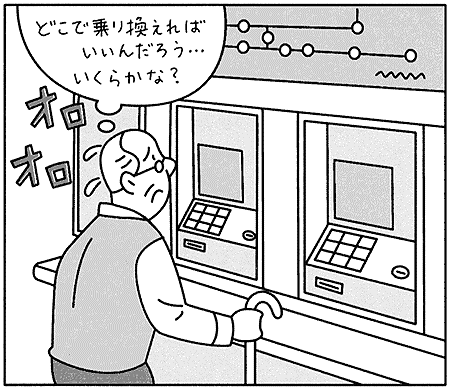 どこで乗り換えれば
いいんだろう…
いくらかな？
オロ
オロ